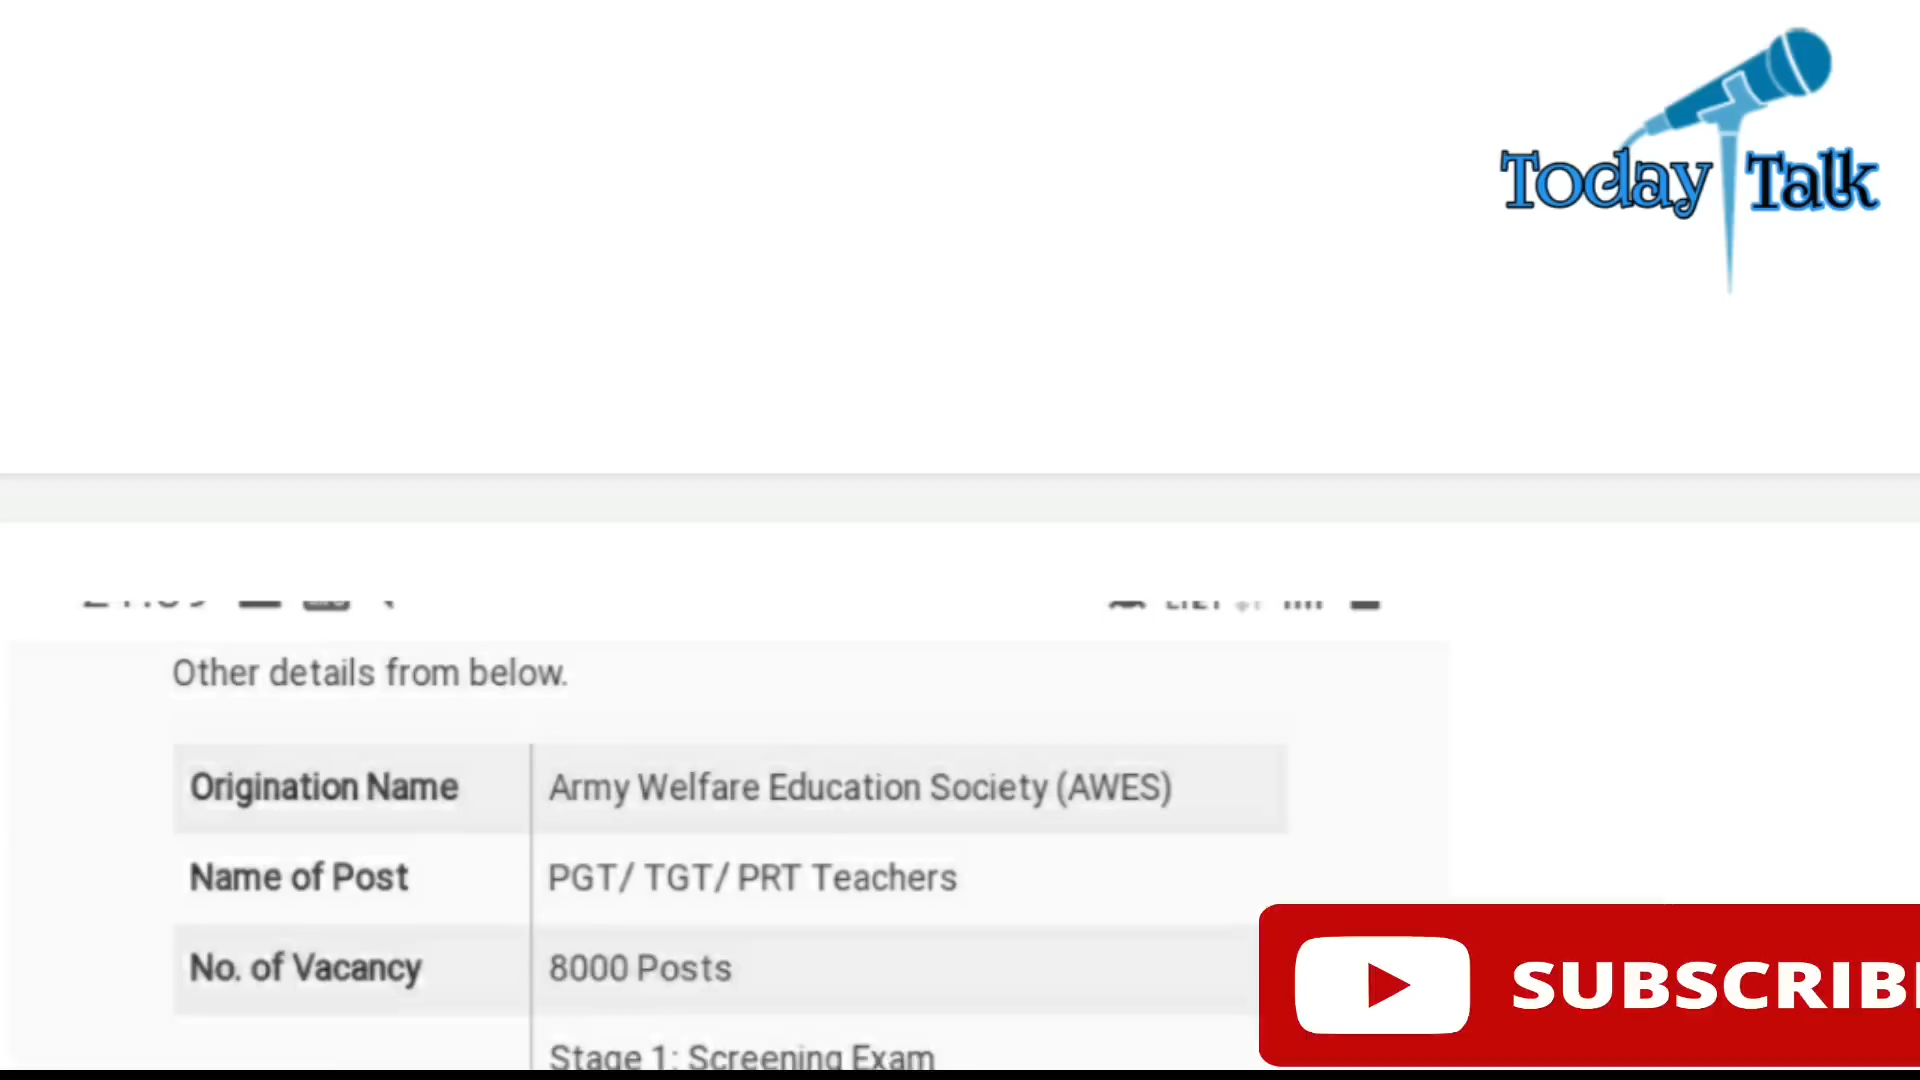 Today Talk
Other details from below.
Origination Name Army Welfare Education Society (AWES)
Name of Post PGT/ TGT/ PRT Teachers
No. of Vacancy 8000 Posts
Stage 1: Screening Exam
SUBSCRIB